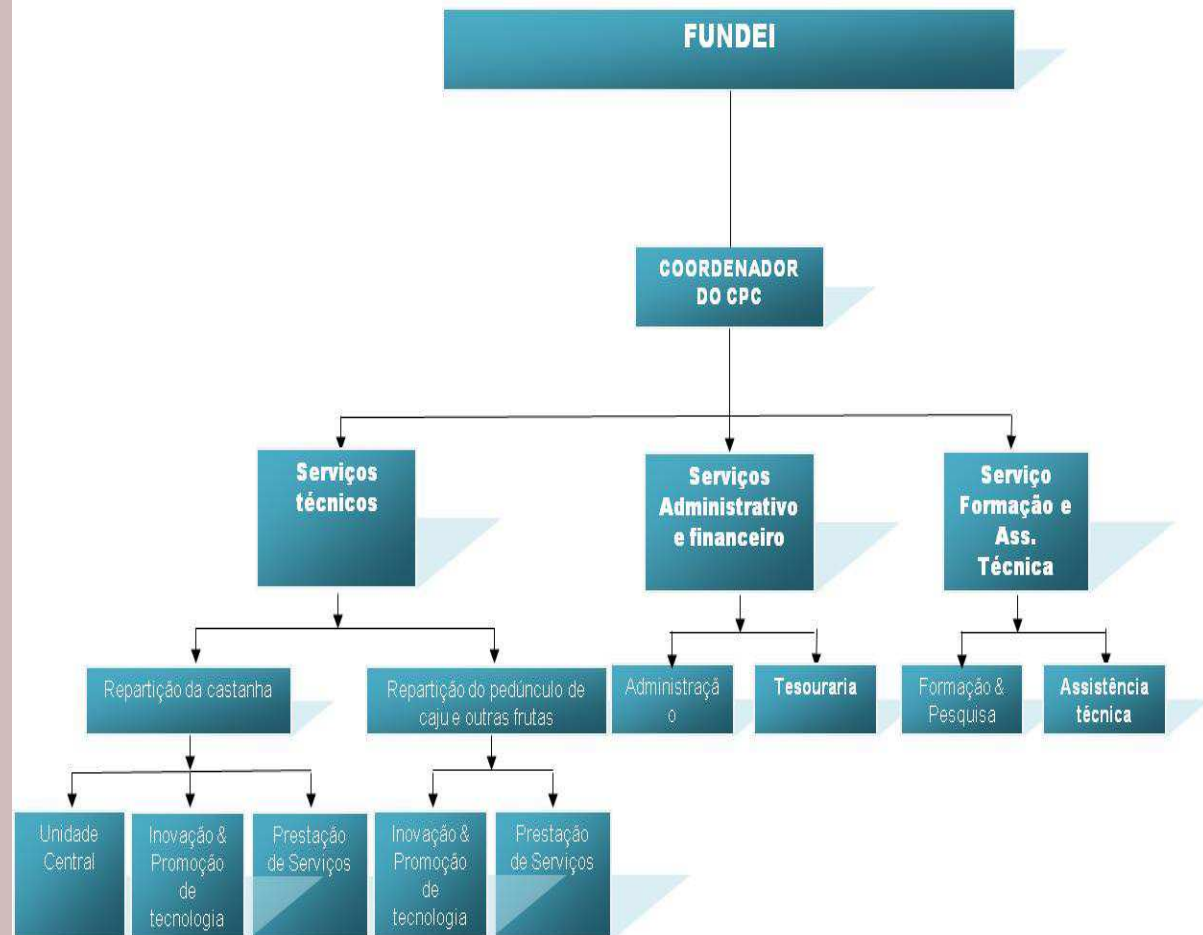 FUNDEI
COORDENADOR
DO CPC
Serviços
técnicos
Serviços
Administrativo
e financeiro
Serviço
Formação e
Ass.
Técnica
Repartição da castanha
Repartição do pedúnculo de
caju e outras frutas
Administraçã
o
Tesouraria
Formação &
Pesquisa
Assistência
técnica
Unidade
Central
Inovação &
Promoção
de
tecnologia
Prestação
de Serviços
Inovação &
Promoção
de
tecnologia
Prestação
de Serviços